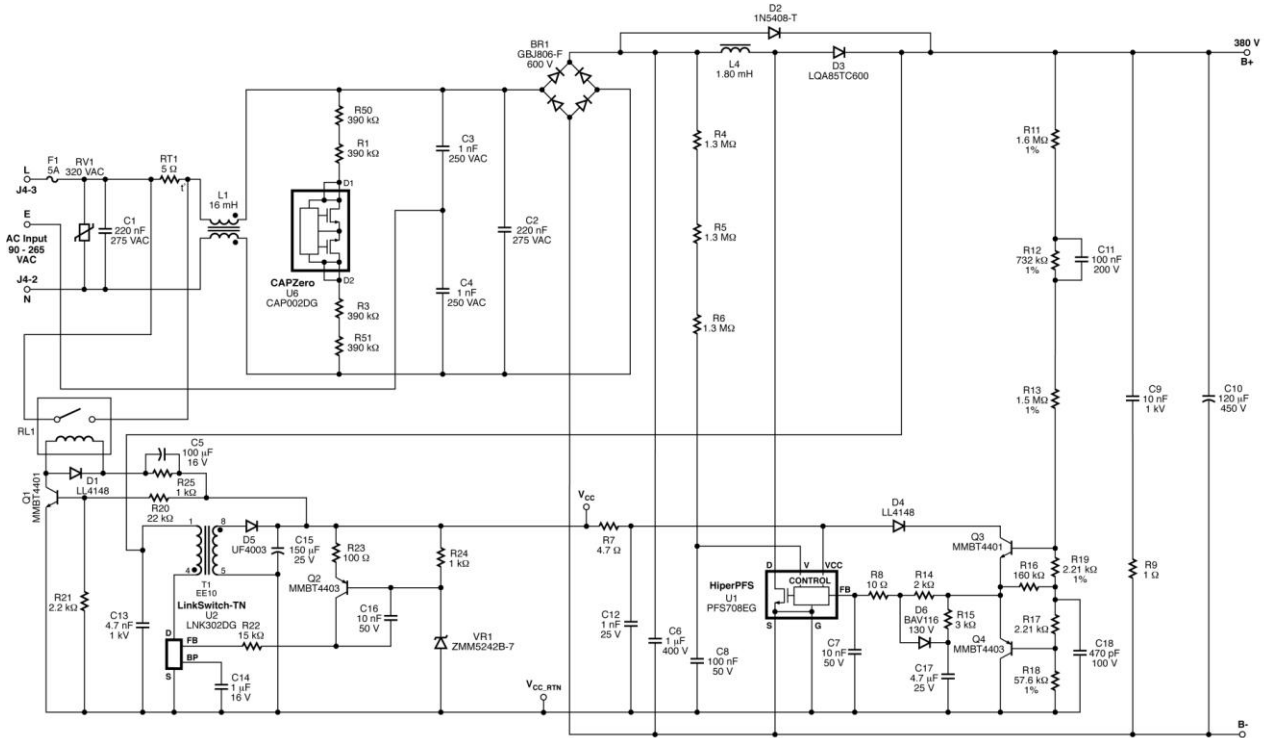 D2
1N5408-T
BR1
GBJ806-F
600 V
L4
1.80 mH
D3
LQA85TC600
380 V
B+
R50
390 kΩ
R1
390 kΩ
C3
1 nF
250 VAC
R4
1.3 MΩ
R11
1.6 MΩ
1%
F1
5A
RV1
320 VAC
RT1
5 Ω
t°
L
J4-3
L1
16 mH
D1
E
C1
220 nF
275 VAC
C2
220 nF
275 VAC
R5
1.3 MΩ
R12
732 kΩ
1%
C11
100 nF
200 V
AC Input
90 - 265
VAC
J4-2
N
D2
CAPZero
U6
CAP002DG
C4
1 nF
250 VAC
R3
390 kΩ
R51
390 kΩ
R6
1.3 MΩ
R13
1.5 MΩ
1%
C9
10 nF
1 kV
C10
120 µF
450 V
RL1
C5
100 µF
16 V
D1
LL4148
R25
1 kΩ
Q1
MMBT4401
R20
22 kΩ
VCC
D4
LL4148
1
8
D5
UF4003
C15
150 µF
25 V
R23
100 Ω
R24
1 kΩ
R7
4.7 Ω
Q3
MMBT4401
4
5
T1
EE10
Q2
MMBT4403
D
V
VCC
CONTROL
HiperPFS
U1
PFS708EG
FB
S
G
R8
10 Ω
R14
2 kΩ
R16
160 kΩ
R19
2.21 kΩ
1%
R9
1 Ω
R21
2.2 kΩ
C13
4.7 nF
1 kV
LinkSwitch-TN
U2
LNK302DG
D
FB
BP
S
R22
15 kΩ
C16
10 nF
50 V
VR1
ZMM5242B-7
C12
1 nF
25 V
C6
1 µF
400 V
C8
100 nF
50 V
C7
10 nF
50 V
D6
BAV116
130 V
R15
3 kΩ
C17
4.7 µF
25 V
Q4
MMBT4403
R17
2.21 kΩ
R18
57.6 kΩ
1%
C18
470 pF
100 V
C14
1 µF
16 V
VCC_RTN
B-